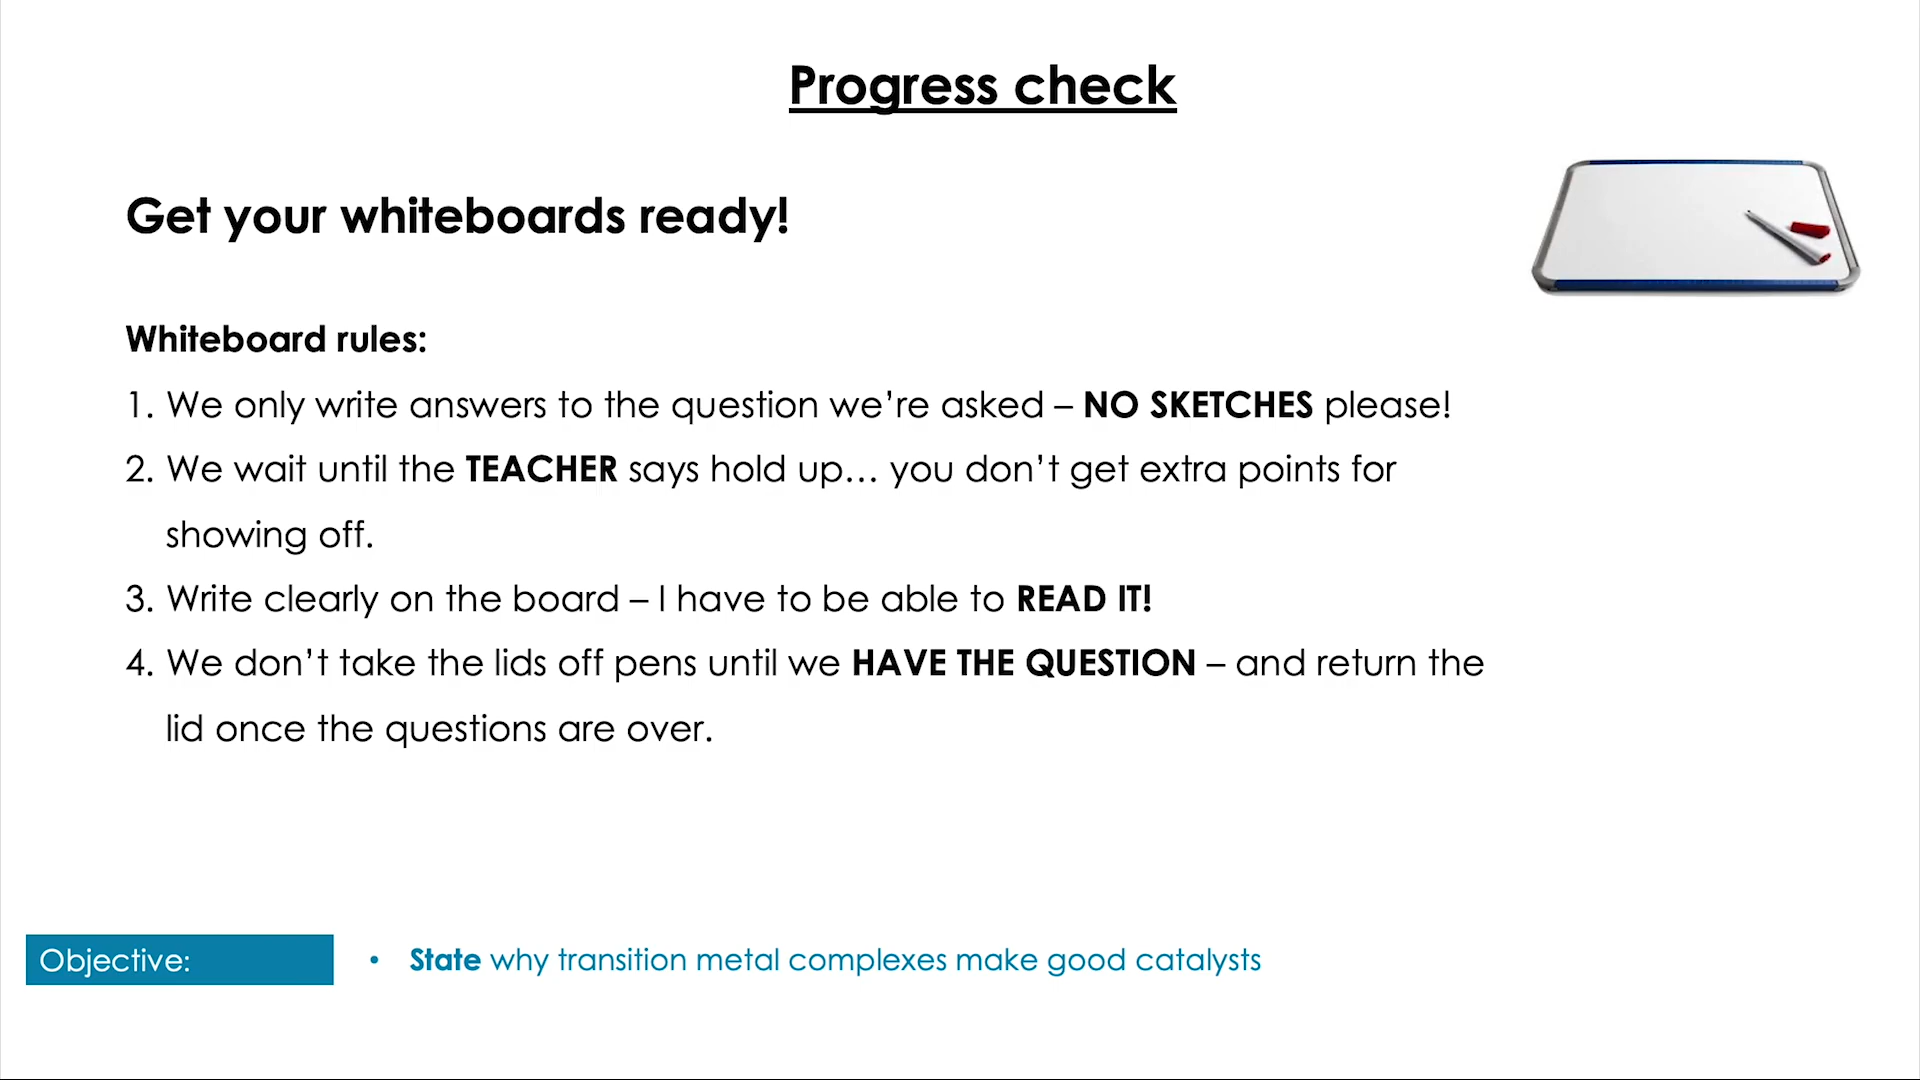 Progress check
Get your whiteboards ready!
Whiteboard rules:
1. We only write answers to the question we’re asked – NO SKETCHES please!
2. We wait until the TEACHER says hold up… you don’t get extra points for
showing off.
3. Write clearly on the board – I have to be able to READ IT!
4. We don’t take the lids off pens until we HAVE THE QUESTION – and return the
lid once the questions are over.
Objective:
• State why transition metal complexes make good catalysts